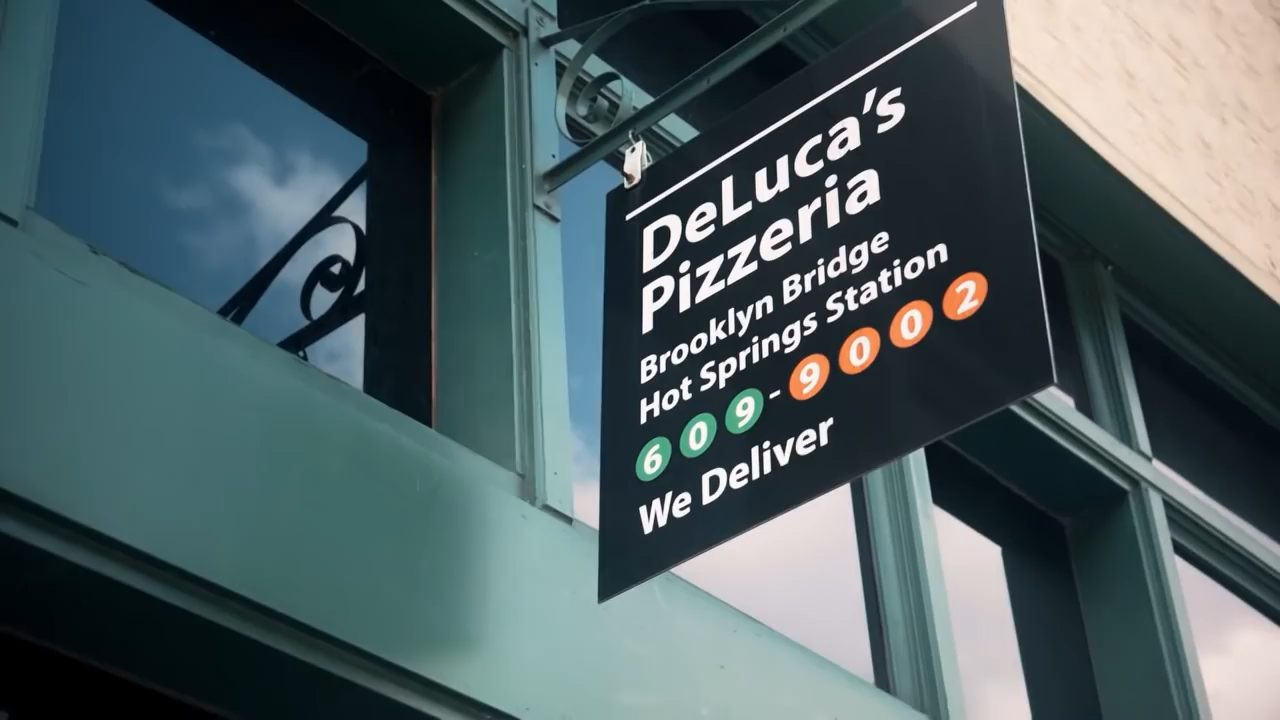 DeLuca's
Pizzeria
Brooklyn Bridge
Hot Springs Station
609-9002
We Deliver